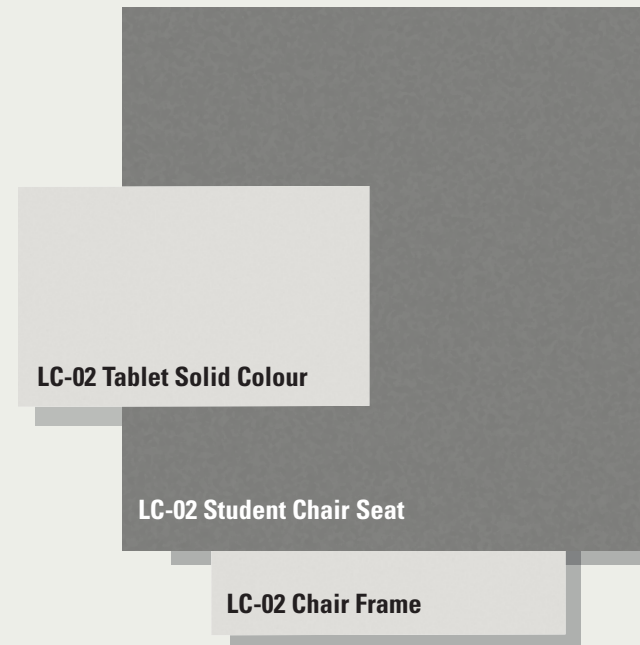 LC-02 Tablet Solid Colour
LC-02 Student Chair Seat
LC-02 Chair Frame